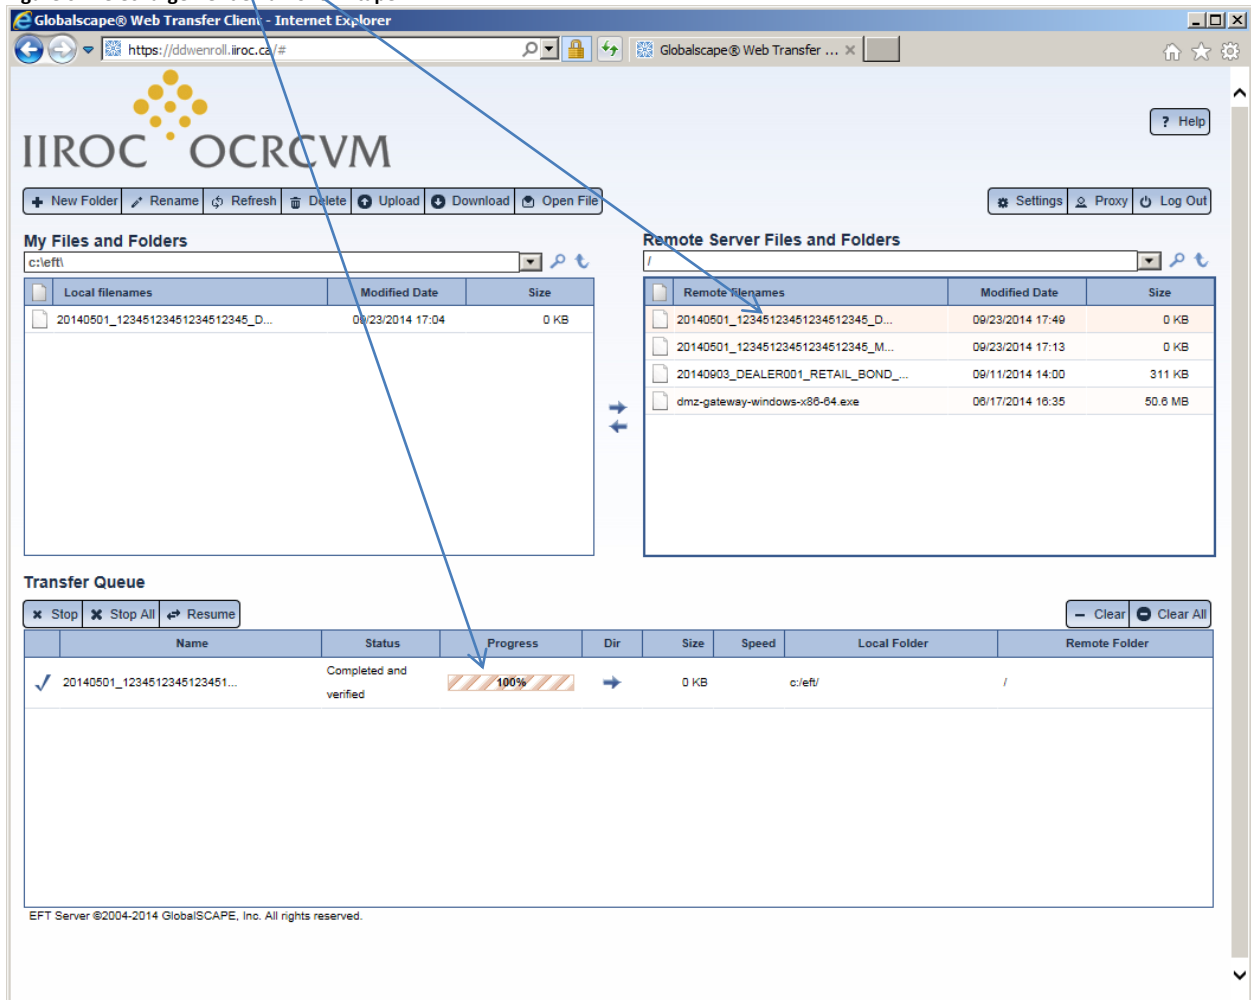 Globalscape® Web Transfer Client - Internet Explorer
https://ddwenroll.iiroc.ca/#
Globalscape® Web Transfer ...
IIROC OCRCVM
? Help
New Folder Rename Refresh Delete Upload Download Open File
Settings Proxy Log Out
My Files and Folders
c:\eft\
Local filenames Modified Date Size
20140501_12345123451234512345_D... 09/23/2014 17:04 0 KB
Remote Server Files and Folders
/
Remote filenames Modified Date Size
20140501_12345123451234512345_D... 09/23/2014 17:49 0 KB
20140501_12345123451234512345_M... 09/23/2014 17:13 0 KB
20140903_DEALER001_RETAIL_BOND_... 09/11/2014 14:00 311 KB
dmz-gateway-windows-x86-64.exe 06/17/2014 16:35 50.6 MB
Transfer Queue
Stop Stop All Resume
Clear Clear All
Name Status Progress Dir Size Speed Local Folder Remote Folder
20140501_1234512345123451... Completed and verified 100% 0 KB c:/eft/ /
EFT Server ©2004-2014 GlobalSCAPE, Inc. All rights reserved.